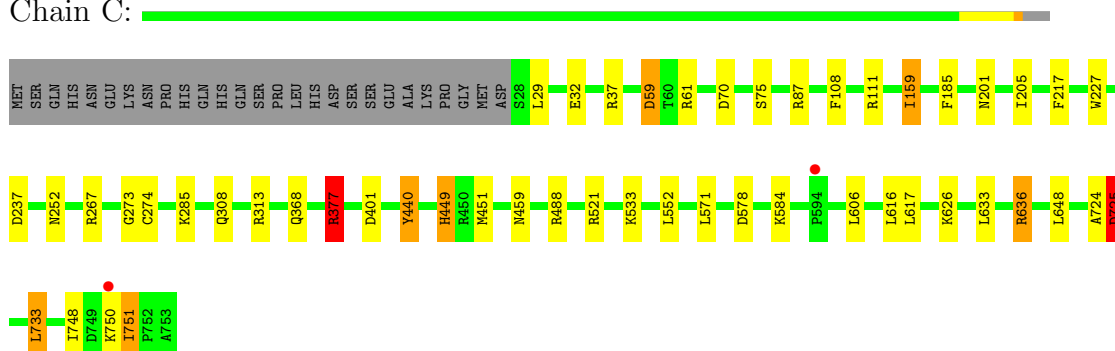 Chain C:
MET SER GLN HIS ASN GLU LYS ASN PRO HIS GLN HIS GLN SER PRO LEU HIS ASP SER SER GLU ALA LYS PRO GLY MET ASP S28 L29 E32 R37 D59 T60 R61 D70 S75 R87 F108 R111 I159 F185 N201 I205 F217 W227
D237 N252 R267 G273 C274 K285 Q308 R313 Q368 R377 D401 Y440 H449 R450 M451 N459 R488 R521 K533 L552 L571 D578 K584 P594 L606 L616 L617 K626 L633 R636 L648 A724
L733 I748 D749 K750 I751 P752 A753